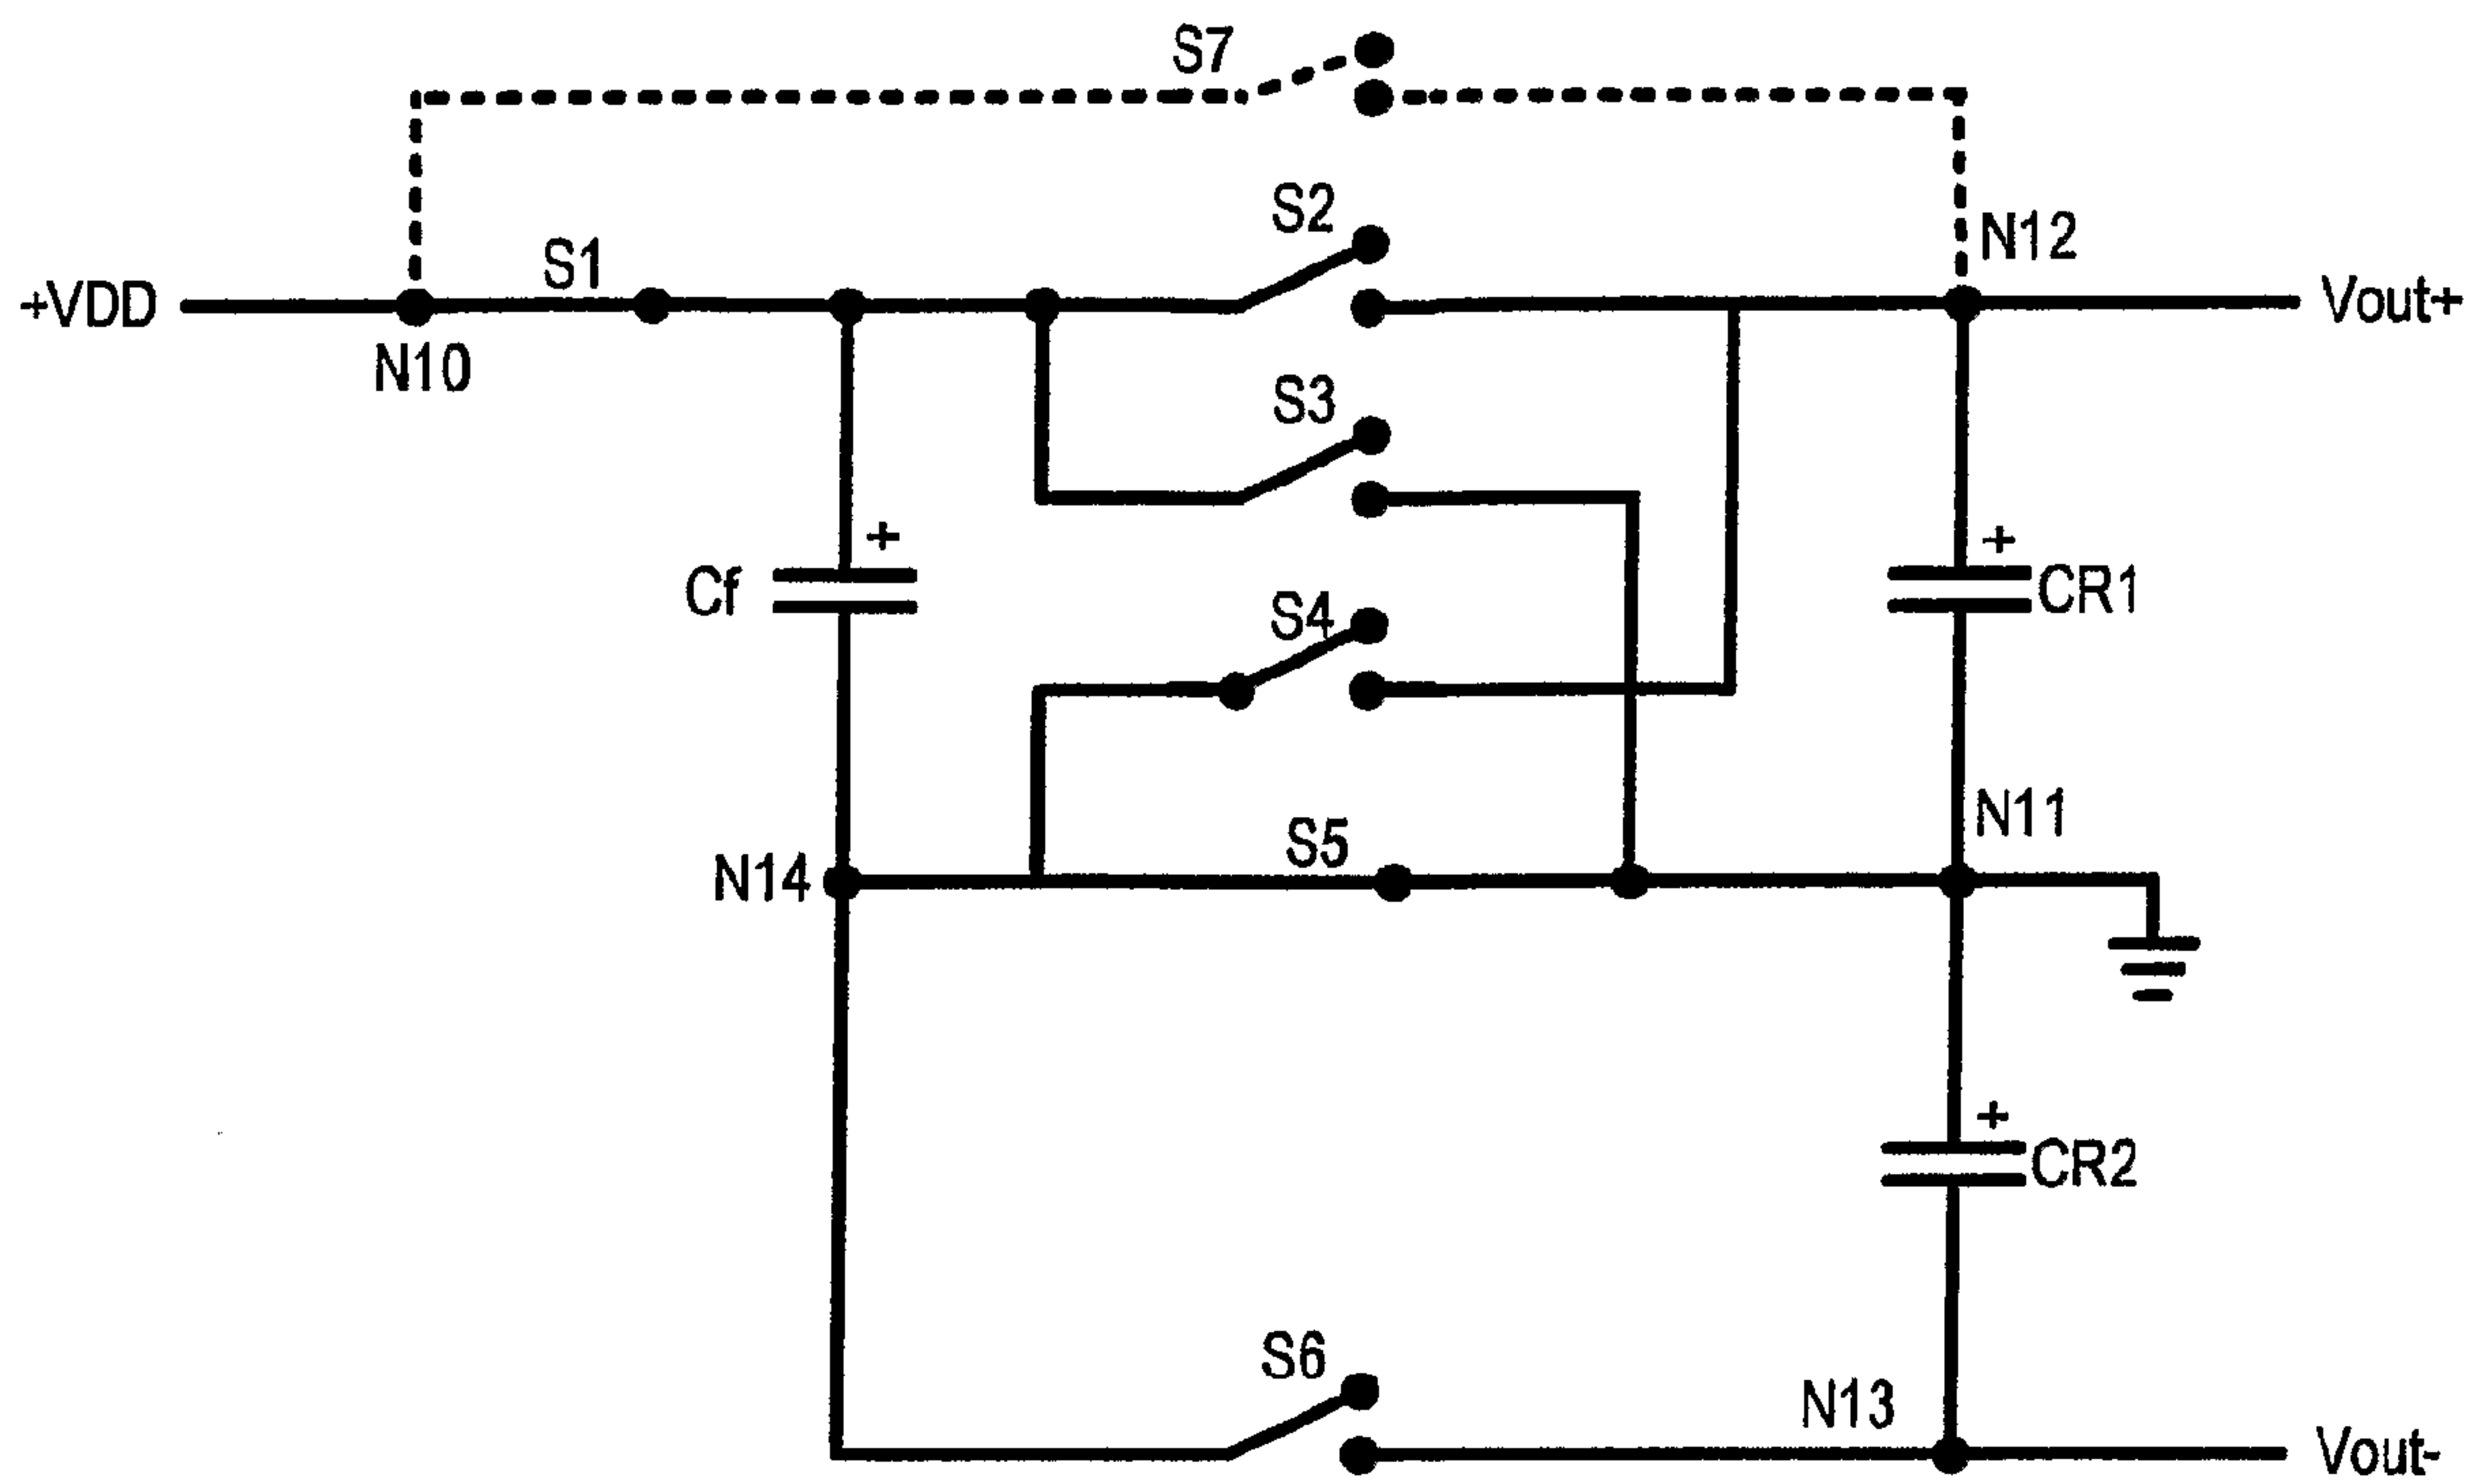 S7
S2
N12
S1
+VDD
Vout+
N10
S3
+
+
Cf
CR1
S4
N11
S5
N14
+
CR2
S6
N13
Vout-